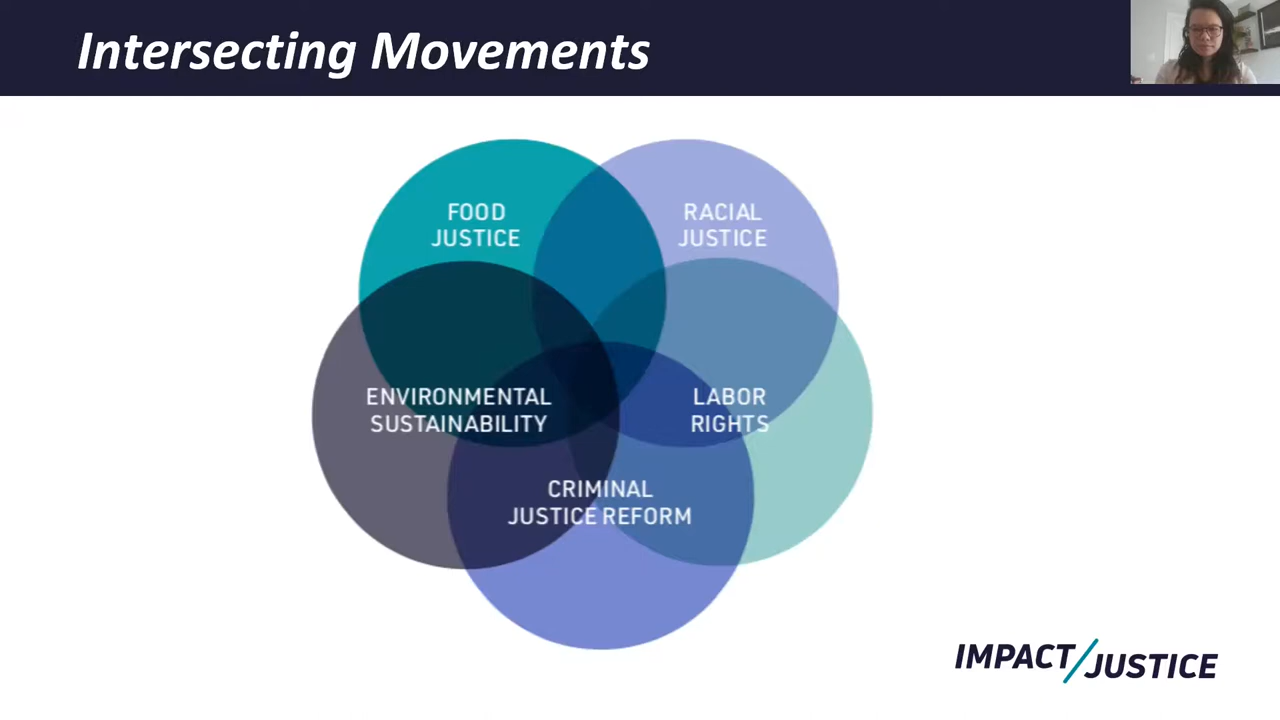 Intersecting Movements
FOOD
JUSTICE
RACIAL
JUSTICE
ENVIRONMENTAL
SUSTAINABILITY
LABOR
RIGHTS
CRIMINAL
JUSTICE REFORM
IMPACT/JUSTICE